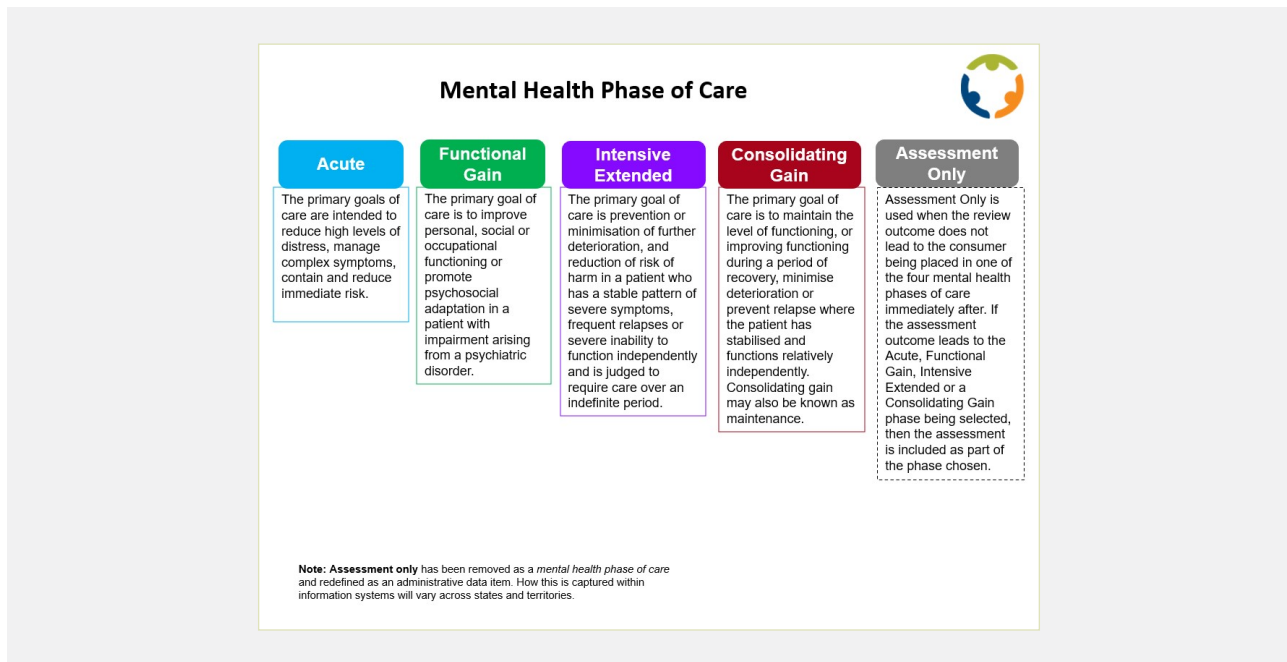 Mental Health Phase of Care
Acute
The primary goals of
care are intended to
reduce high levels of
distress, manage
complex symptoms,
contain and reduce
immediate risk.
Functional
Gain
The primary goal of
care is to improve
personal, social or
occupational
functioning or
promote
psychosocial
adaptation in a
patient with
impairment arising
from a psychiatric
disorder.
Intensive
Extended
The primary goal of
care is prevention or
minimisation of further
deterioration, and
reduction of risk of
harm in a patient who
has a stable pattern of
severe symptoms,
frequent relapses or
severe inability to
function independently
and is judged to
require care over an
indefinite period.
Consolidating
Gain
The primary goal of
care is to maintain the
level of functioning, or
improving functioning
during a period of
recovery, minimise
deterioration or
prevent relapse where
the patient has
stabilised and
functions relatively
independently.
Consolidating gain
may also be known as
maintenance.
Assessment
Only
Assessment Only is
used when the review
outcome does not
lead to the consumer
being placed in one of
the four mental health
phases of care
immediately after. If
the assessment
outcome leads to the
Acute, Functional
Gain, Intensive
Extended or a
Consolidating Gain
phase being selected,
then the assessment
is included as part of
the phase chosen.
Note: Assessment only has been removed as a mental health phase of care
and redefined as an administrative data item. How this is captured within
information systems will vary across states and territories.